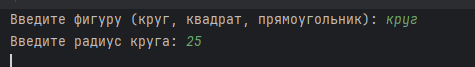 Введите фигуру (круг, квадрат, прямоугольник): круг
Введите радиус круга: 25